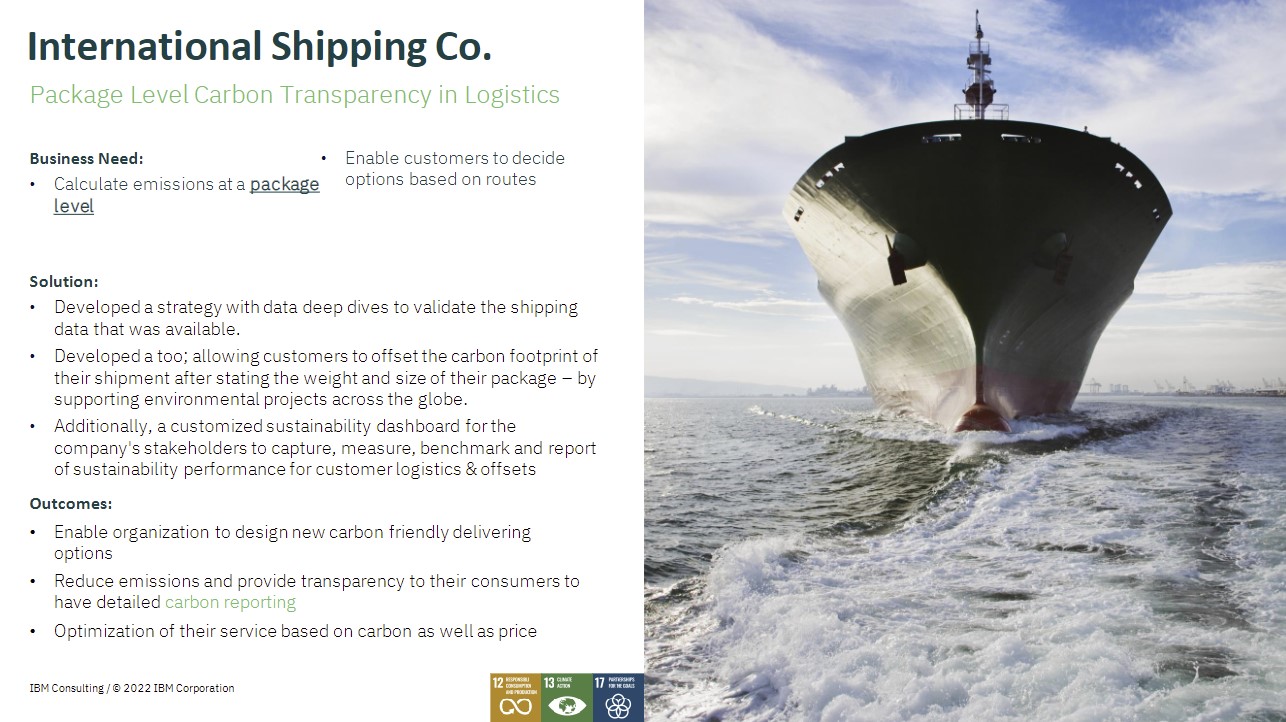 International Shipping Co.
Package Level Carbon Transparency in Logistics
Business Need:
• Calculate emissions at a package
level
• Enable customers to decide
options based on routes
Solution:
• Developed a strategy with data deep dives to validate the shipping
data that was available.
• Developed a too; allowing customers to offset the carbon footprint of
their shipment after stating the weight and size of their package – by
supporting environmental projects across the globe.
• Additionally, a customized sustainability dashboard for the
company's stakeholders to capture, measure, benchmark and report
of sustainability performance for customer logistics & offsets
Outcomes:
• Enable organization to design new carbon friendly delivering
options
• Reduce emissions and provide transparency to their consumers to
have detailed carbon reporting
• Optimization of their service based on carbon as well as price
IBM Consulting / © 2022 IBM Corporation
12 RESPONSIBLE
CONSUMPTION
AND PRODUCTION
13 CLIMATE
ACTION
17 PARTNERSHIPS
FOR THE GOALS